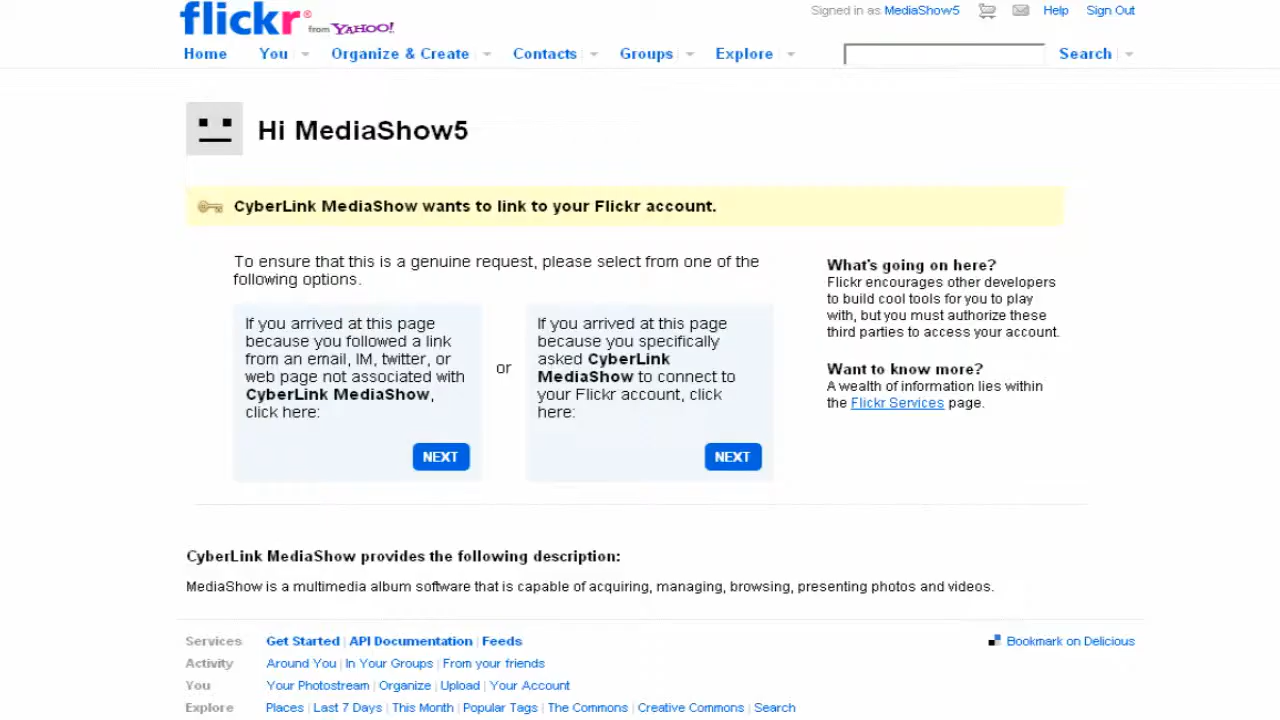 flickr® from YAHOO!
Signed in as MediaShow5 Help Sign Out
Home You Organize & Create Contacts Groups Explore Search
Hi MediaShow5
CyberLink MediaShow wants to link to your Flickr account.
To ensure that this is a genuine request, please select from one of the
following options.
If you arrived at this page
because you followed a link
from an email, IM, twitter, or
web page not associated with
CyberLink MediaShow,
click here:
NEXT
or
If you arrived at this page
because you specifically
asked CyberLink
MediaShow to connect to
your Flickr account, click
here:
NEXT
What's going on here?
Flickr encourages other developers
to build cool tools for you to play
with, but you must authorize these
third parties to access your account.
Want to know more?
A wealth of information lies within
the Flickr Services page.
CyberLink MediaShow provides the following description:
MediaShow is a multimedia album software that is capable of acquiring, managing, browsing, presenting photos and videos.
Services Get Started | API Documentation | Feeds
Bookmark on Delicious
Activity Around You | In Your Groups | From your friends
You Your Photostream | Organize | Upload | Your Account
Explore Places | Last 7 Days | This Month | Popular Tags | The Commons | Creative Commons | Search